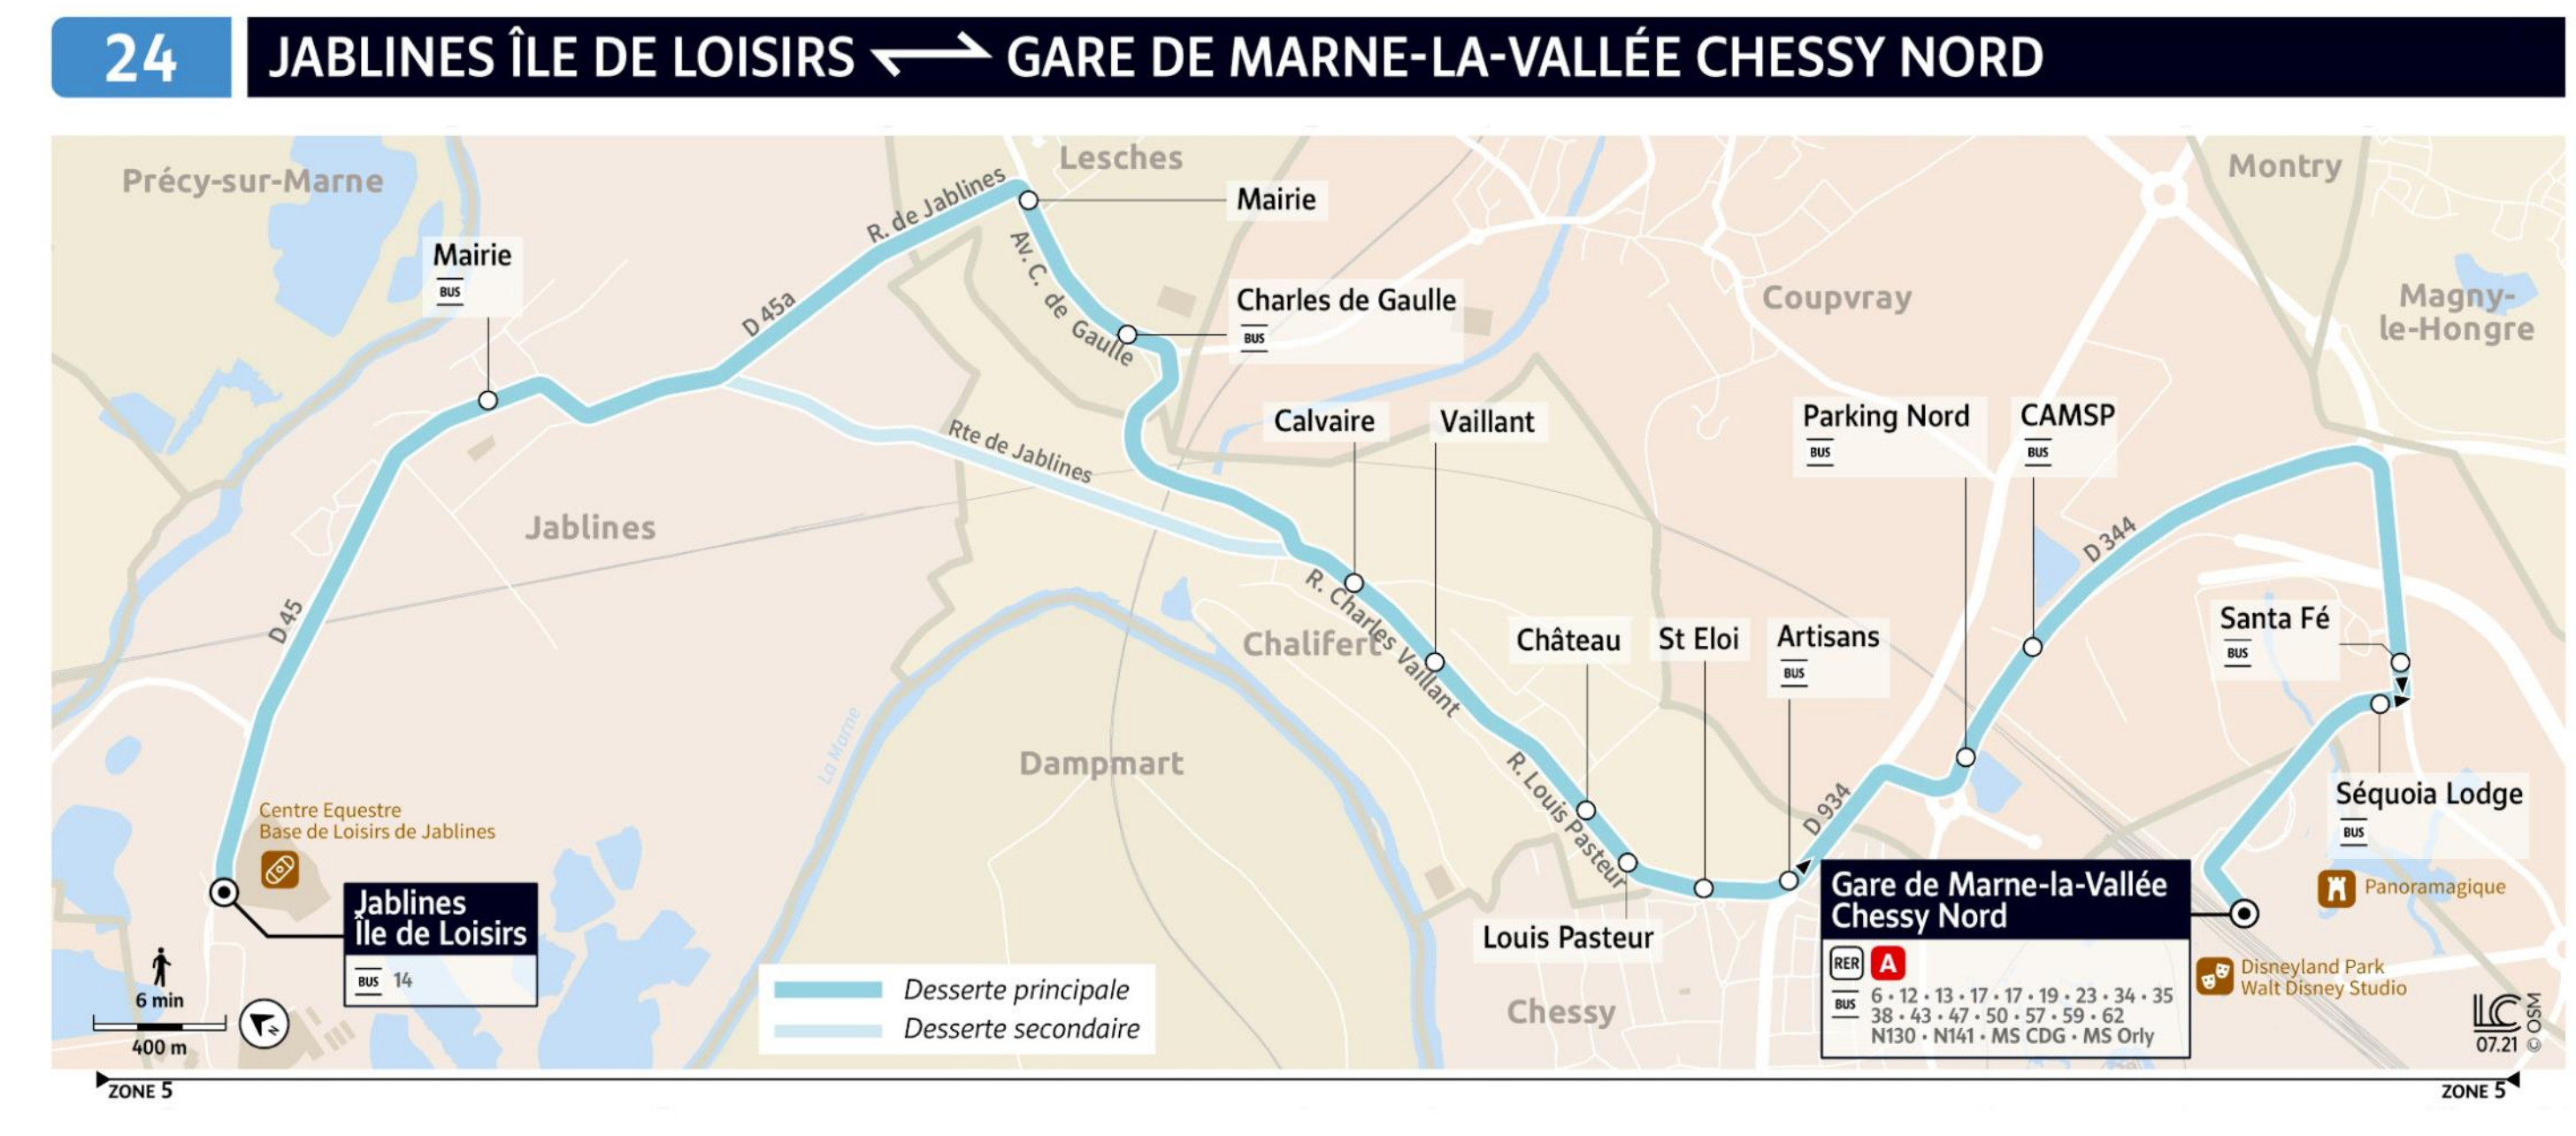 24
JABLINES ÎLE DE LOISIRS
GARE DE MARNE-LA-VALLÉE CHESSY NORD
Précy-sur-Marne
Lesches
Montry
Mairie
BUS
R. de Jablines
Mairie
D 45a
Av. C. de Gaulle
Charles de Gaulle
BUS
Coupvray
Magny-
le-Hongre
Calvaire
Vaillant
Parking Nord
BUS
CAMSP
BUS
Rte de Jablines
Jablines
D 45
D 344
R. Charles Vaillant
Chalifert
Château
St Eloi
Artisans
BUS
Santa Fé
BUS
La Marne
Dampmart
R. Louis Pasteur
D 934
Séquoia Lodge
BUS
Centre Equestre
Base de Loisirs de Jablines
Jablines
Île de Loisirs
BUS 14
Louis Pasteur
Gare de Marne-la-Vallée
Chessy Nord
RER A
BUS
6 • 12 • 13 • 17 • 17 • 19 • 23 • 34 • 35
38 • 43 • 47 • 50 • 57 • 59 • 62
N130 • N141 • MS CDG • MS Orly
Panoramagique
Disneyland Park
Walt Disney Studio
Chessy
Desserte principale
Desserte secondaire
6 min
400 m
N
LC
07.21
© OSM
ZONE 5
ZONE 5